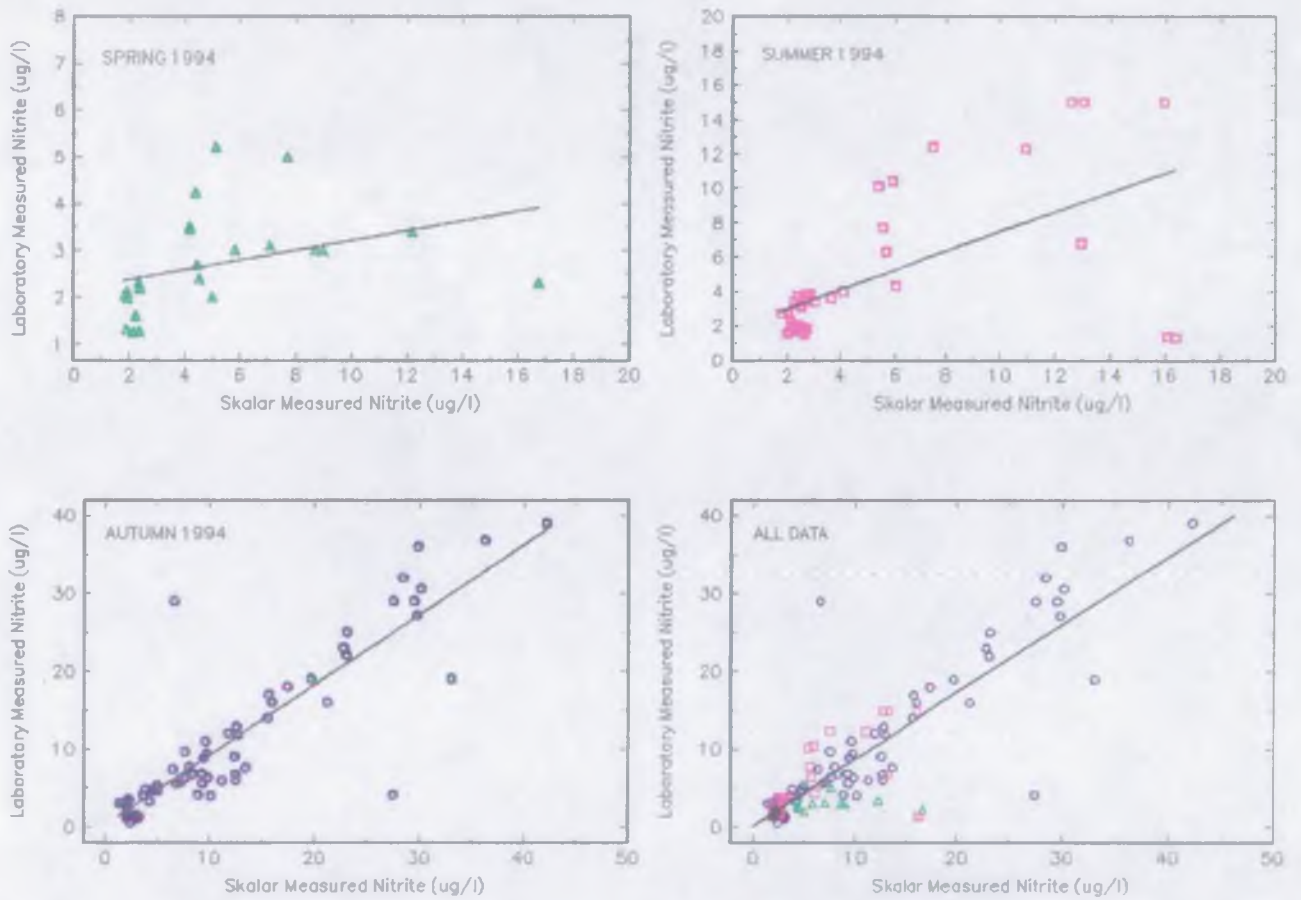 Laboratory Measured Nitrite (ug/l)
8
7
6
5
4
3
2
1
SPRING 1994
0 2 4 6 8 10 12 14 16 18 20
Skalar Measured Nitrite (ug/l)
Laboratory Measured Nitrite (ug/l)
20
18
16
14
12
10
8
6
4
2
0
SUMMER 1994
0 2 4 6 8 10 12 14 16 18 20
Skalar Measured Nitrite (ug/l)
Laboratory Measured Nitrite (ug/l)
40
30
20
10
0
AUTUMN 1994
0 10 20 30 40 50
Skalar Measured Nitrite (ug/l)
Laboratory Measured Nitrite (ug/l)
40
30
20
10
0
ALL DATA
0 10 20 30 40 50
Skalar Measured Nitrite (ug/l)